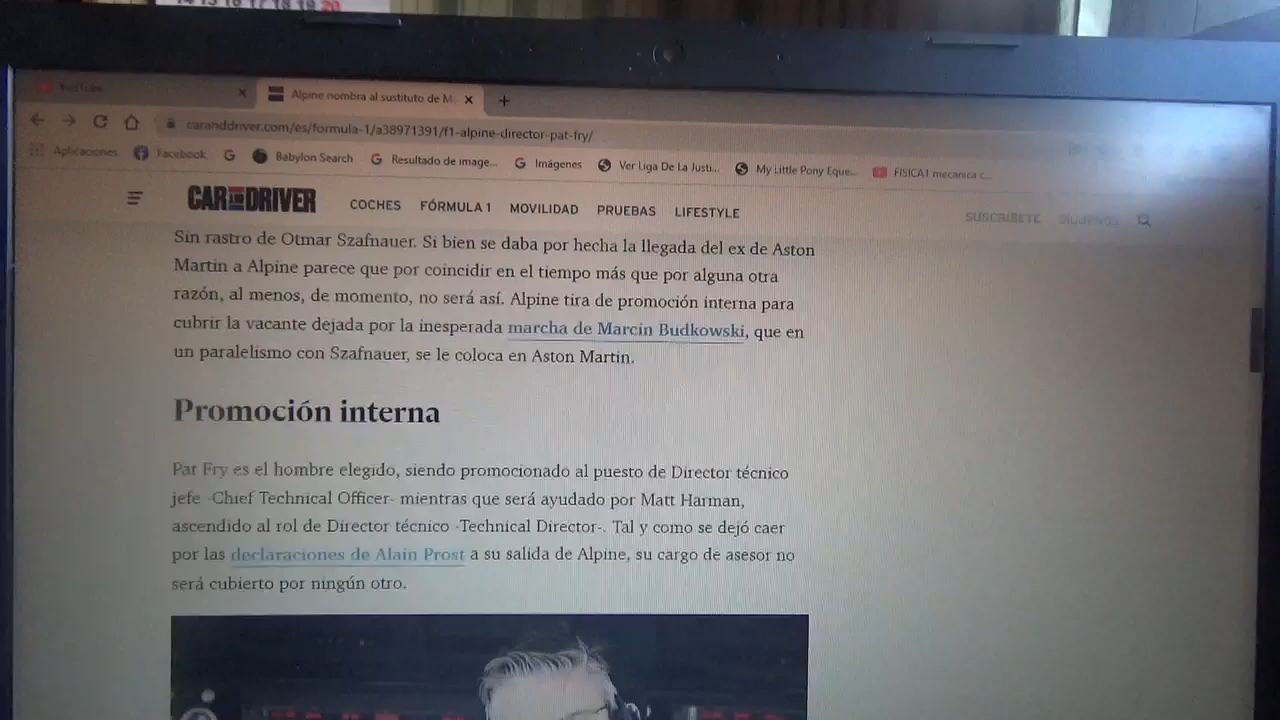 14 15 16 17 18 19 20
YouTube
Alpine nombra al sustituto de M
caranddriver.com/es/formula-1/a38971391/f1-alpine-director-pat-fry/
Aplicaciones Facebook Babylon Search Resultado de image... Imágenes Ver Liga De La Justi... My Little Pony Eque... FISICA1 mecanica c...
CAR AND DRIVER COCHES FÓRMULA 1 MOVILIDAD PRUEBAS LIFESTYLE SUSCRÍBETE SÍGUENOS
Sin rastro de Otmar Szafnauer. Si bien se daba por hecha la llegada del ex de Aston
Martin a Alpine parece que por coincidir en el tiempo más que por alguna otra
razón, al menos, de momento, no será así. Alpine tira de promoción interna para
cubrir la vacante dejada por la inesperada marcha de Marcin Budkowski, que en
un paralelismo con Szafnauer, se le coloca en Aston Martin.
Promoción interna
Par Fry es el hombre elegido, siendo promocionado al puesto de Director técnico
jefe -Chief Technical Officer- mientras que será ayudado por Matt Harman,
ascendido al rol de Director técnico -Technical Director-. Tal y como se dejó caer
por las declaraciones de Alain Prost a su salida de Alpine, su cargo de asesor no
será cubierto por ningún otro.